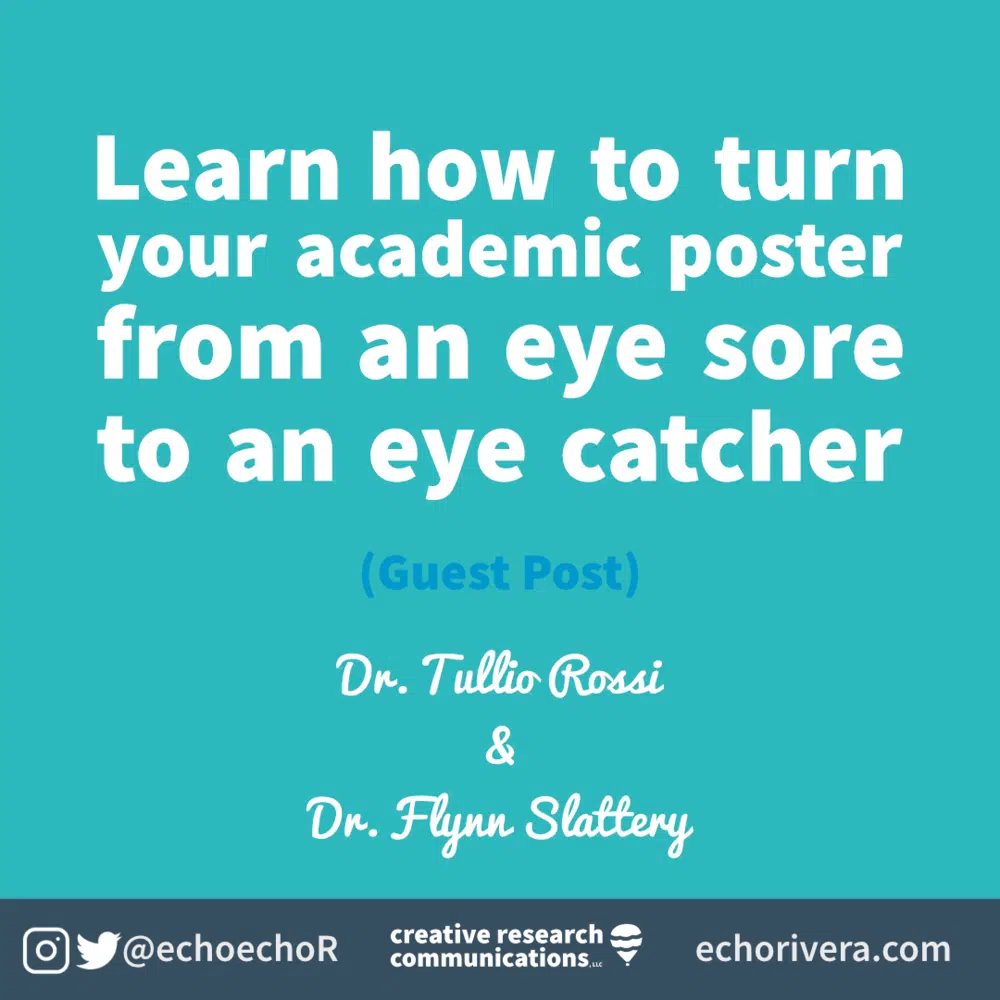 Learn how to turn
your academic poster
from an eye sore
to an eye catcher
(Guest Post)
Dr. Tullio Rossi
&
Dr. Flynn Slattery
@echoechoR
creative research
communications, LLC
echorivera.com